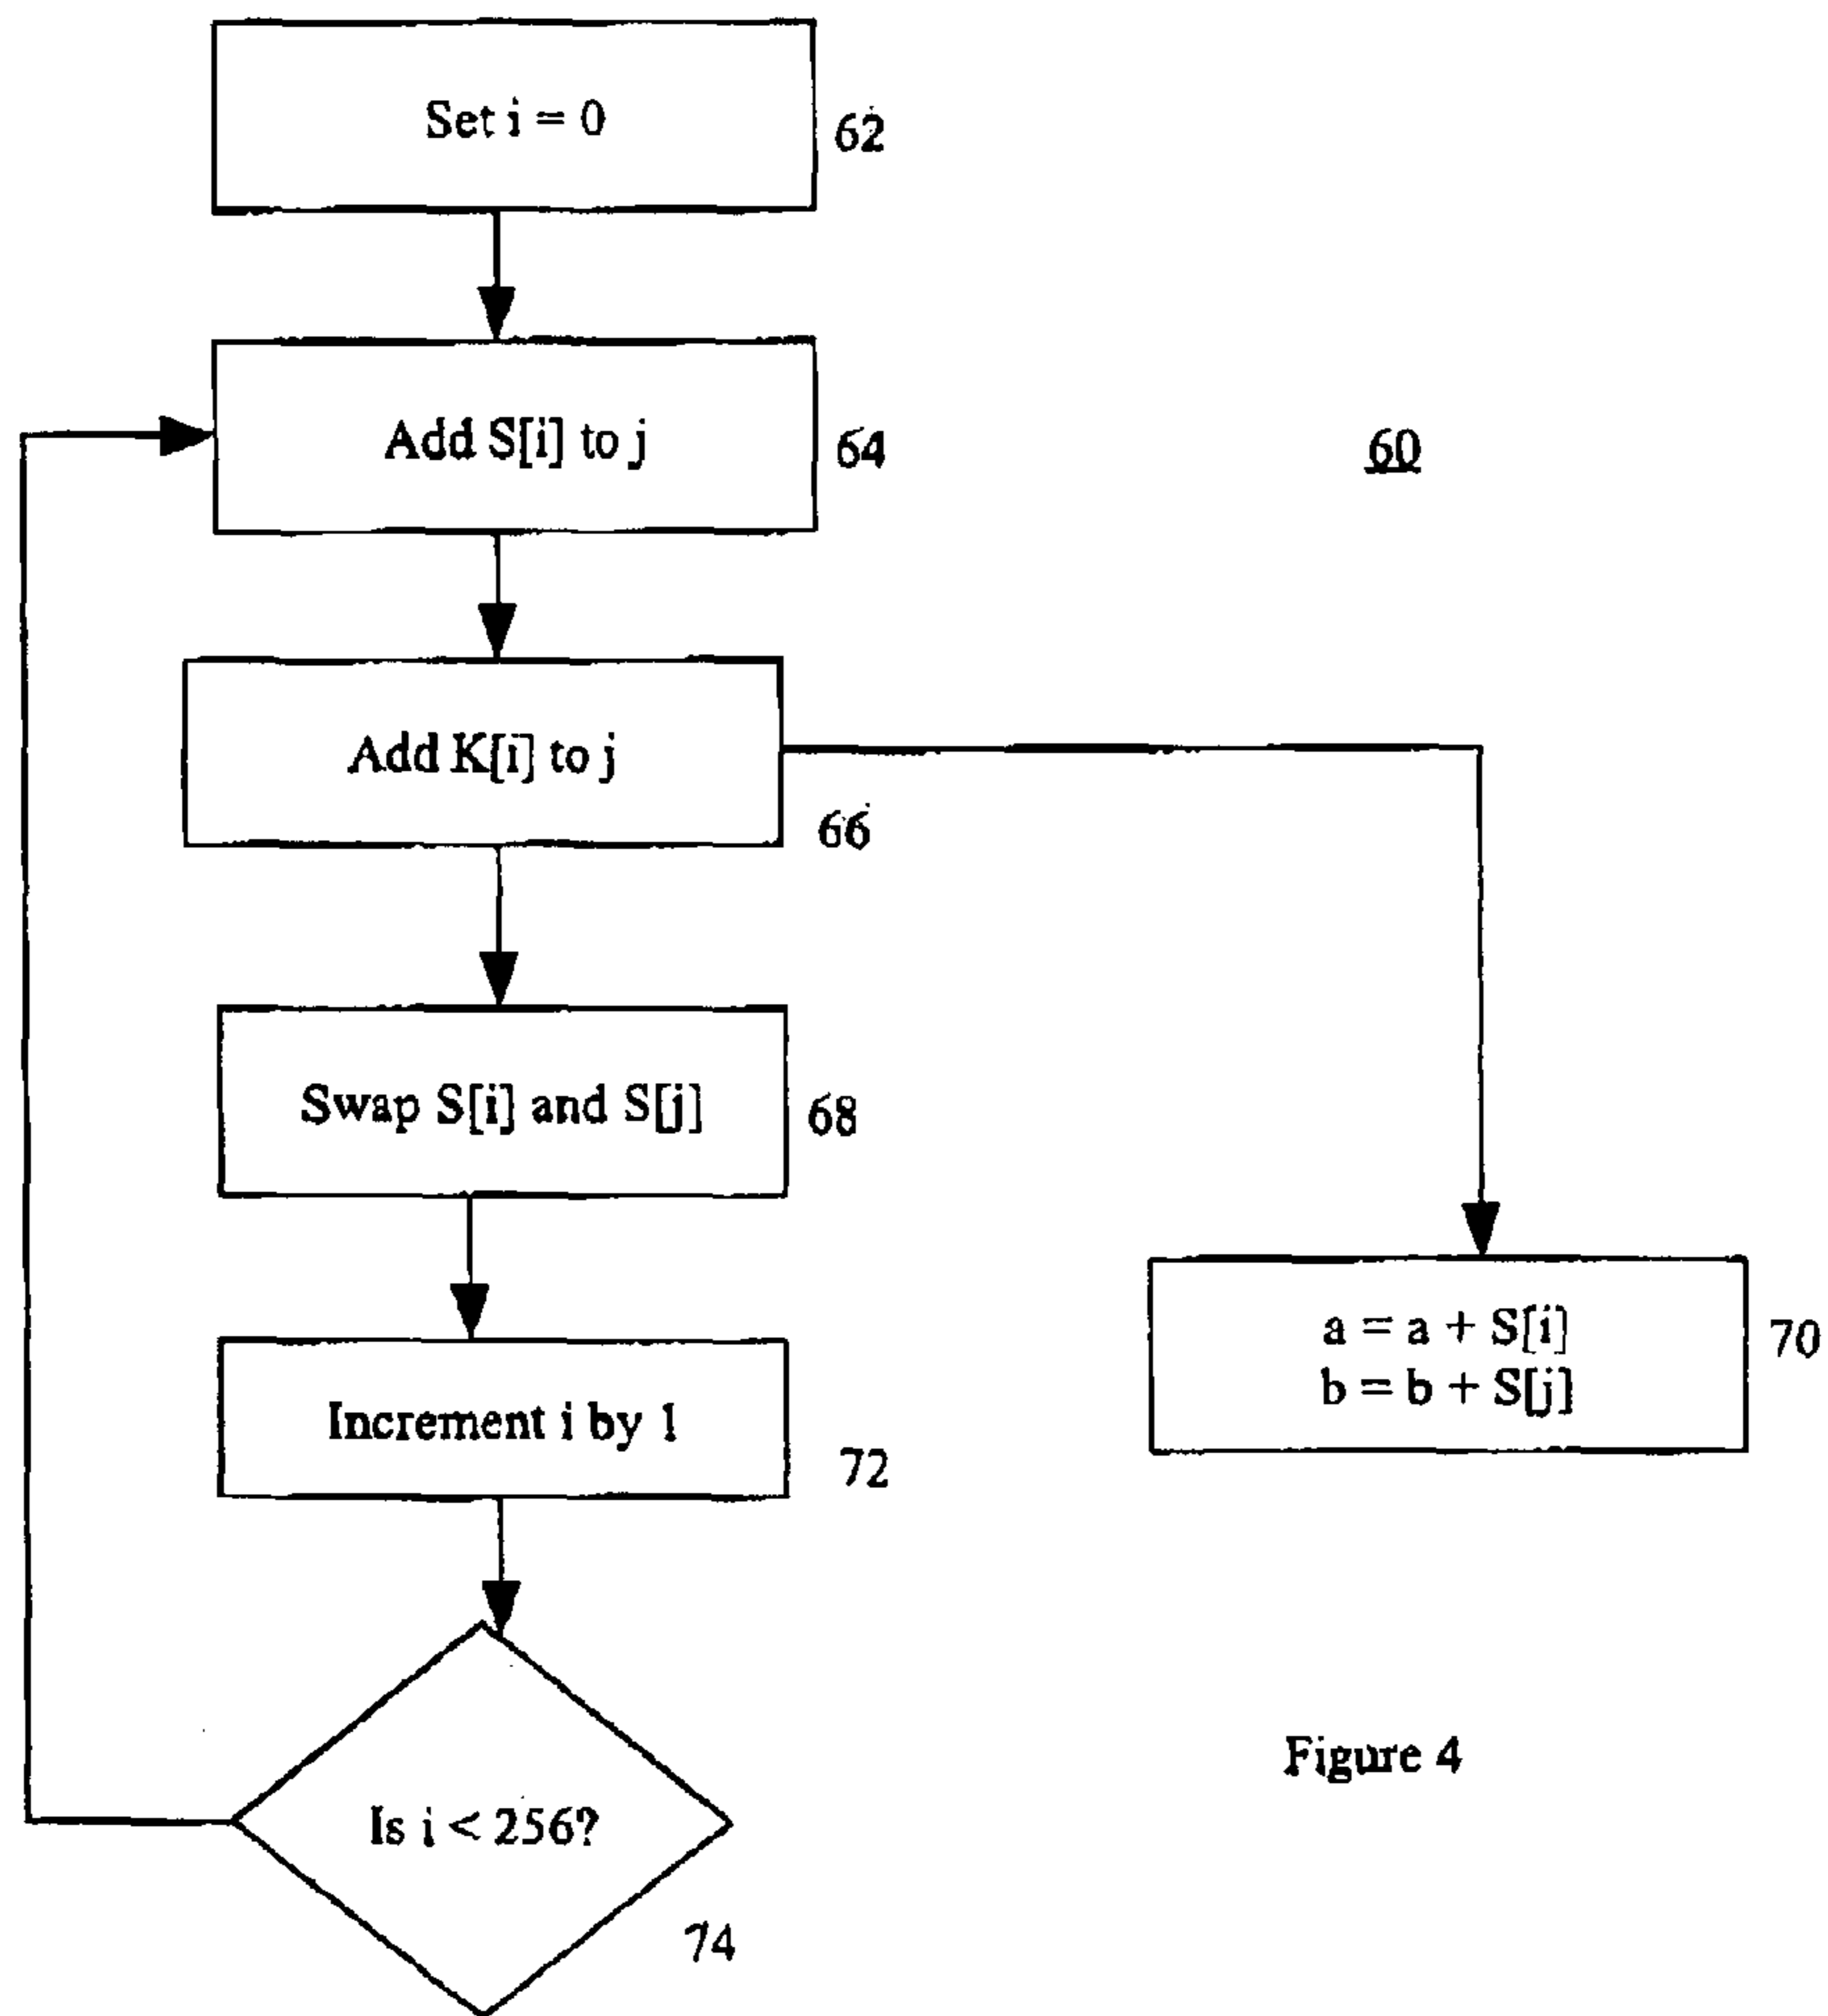 Set i = 0
62
Add S[i] to j
64
60
Add K[i] to j
66
Swap S[i] and S[j]
68
a = a + S[i]
b = b + S[j]
70
Increment i by 1
72
Is i < 256?
74
Figure 4